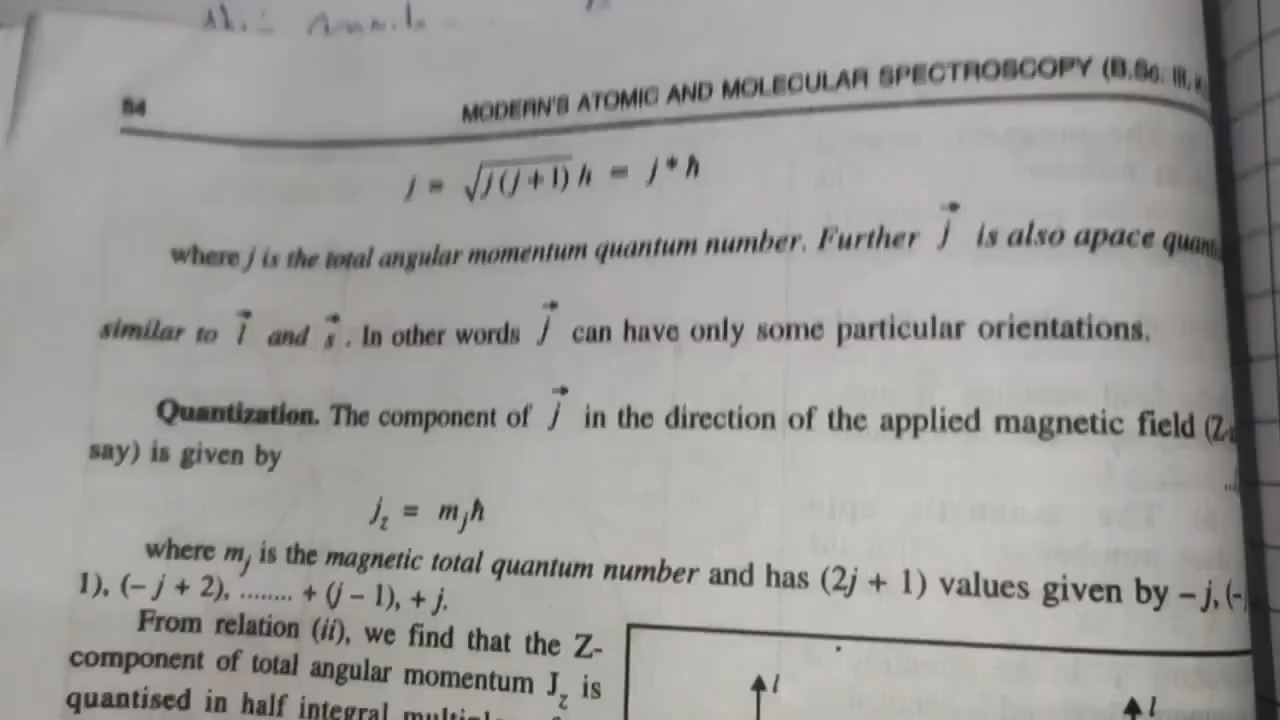 54
MODERN'S ATOMIC AND MOLECULAR SPECTROSCOPY (B.Sc. III,
j = √j(j+1) ħ = j* ħ
where j is the total angular momentum quantum number. Further j⃗ is also apace
similar to l⃗ and s⃗. In other words j⃗ can have only some particular orientations.
Quantization. The component of j⃗ in the direction of the applied magnetic field
say) is given by
j_z = m_j ħ
where m_j is the magnetic total quantum number and has (2j + 1) values given by – j,
1), (– j + 2), ........ + (j – 1), + j.
From relation (ii), we find that the Z-
component of total angular momentum J_z is
quantised in half integral
l
l